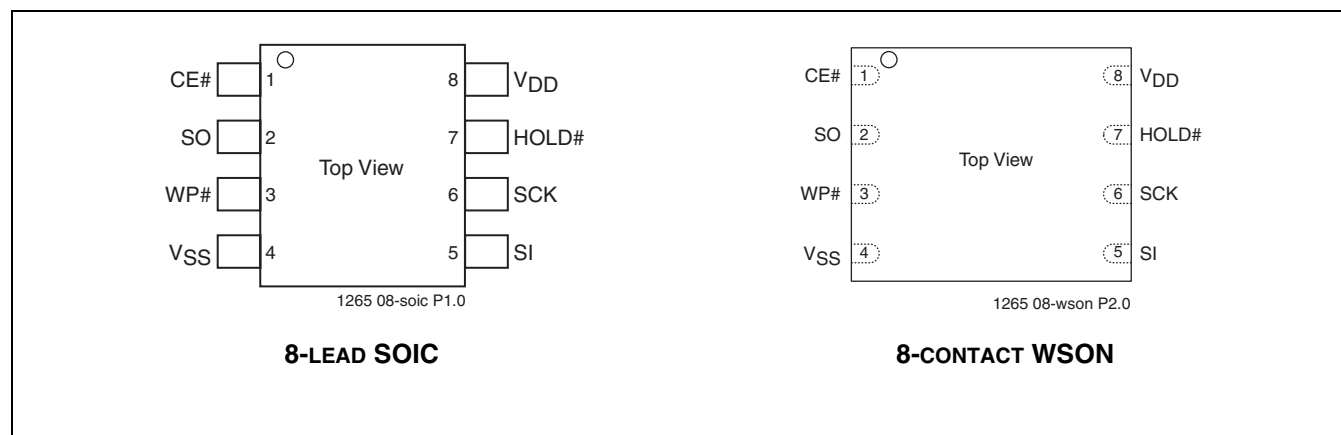 CE# 1 8 VDD
SO 2 7 HOLD#
Top View
WP# 3 6 SCK
VSS 4 5 SI
1265 08-soic P1.0
8-LEAD SOIC
CE# 1 8 VDD
SO 2 7 HOLD#
Top View
WP# 3 6 SCK
VSS 4 5 SI
1265 08-wson P2.0
8-CONTACT WSON